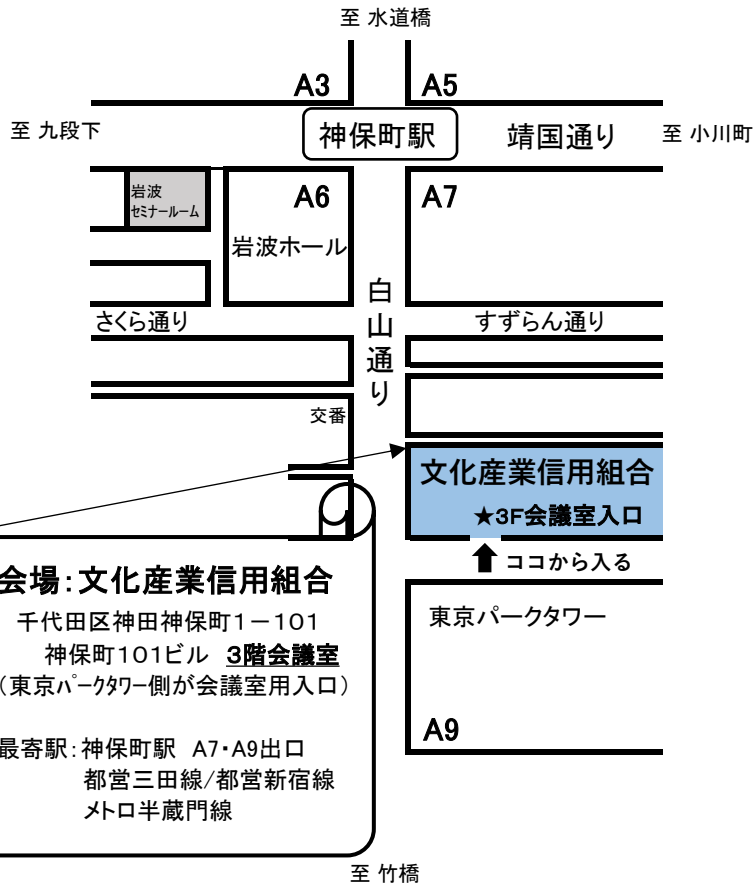 至 水道橋
A3
A5
至 九段下
神保町駅
靖国通り
至 小川町
岩波
セミナールーム
A6
A7
岩波ホール
白山通り
さくら通り
すずらん通り
交番
文化産業信用組合
★3F会議室入口
ココから入る
会場:文化産業信用組合
千代田区神田神保町1-101
神保町101ビル 3階会議室
(東京パークタワー側が会議室用入口)
最寄駅:神保町駅 A7・A9出口
都営三田線/都営新宿線
メトロ半蔵門線
東京パークタワー
A9
至 竹橋